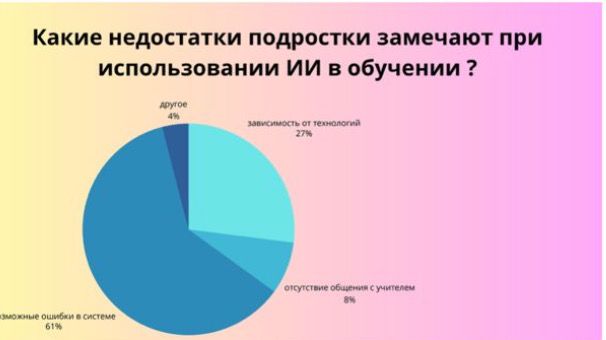 Какие недостатки подростки замечают при
использовании ИИ в обучении ?
другое
4%
зависимость от технологий
27%
отсутствие общения с учителем
8%
зможные ошибки в системе
61%